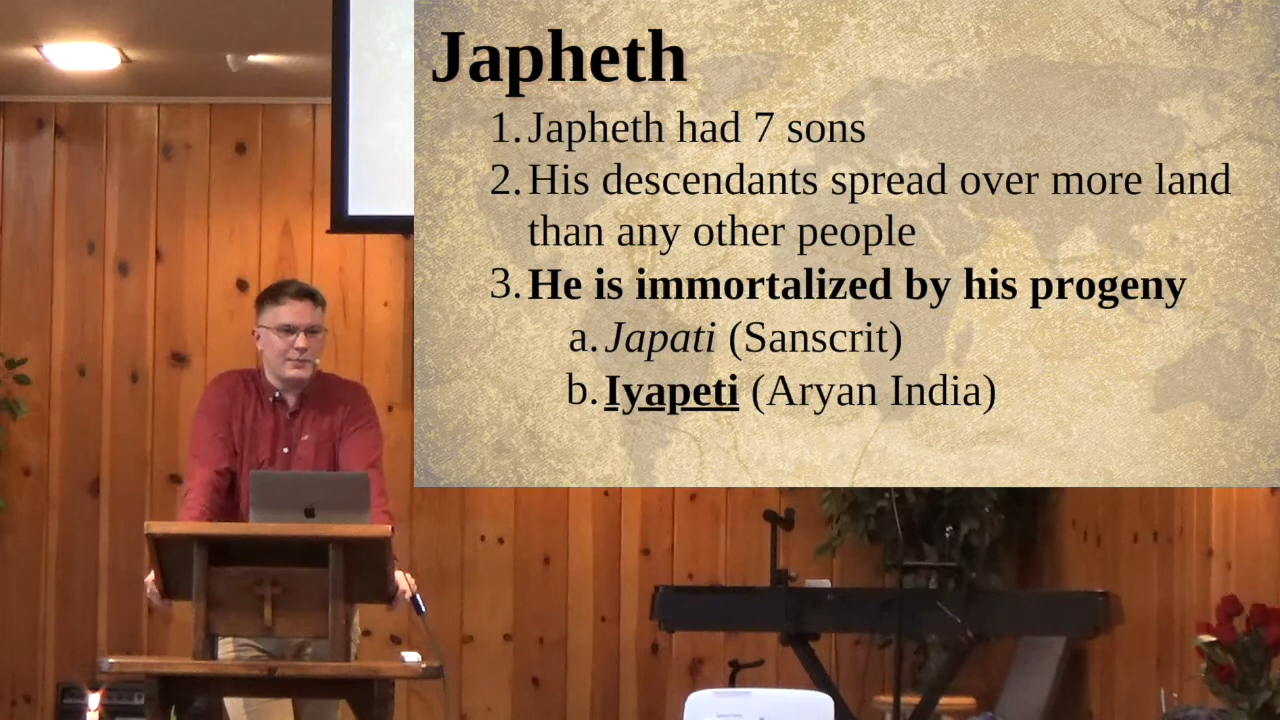 Japheth
1. Japheth had 7 sons
2. His descendants spread over more land
than any other people
3. He is immortalized by his progeny
a. Japati (Sanscrit)
b. Iyapeti (Aryan India)